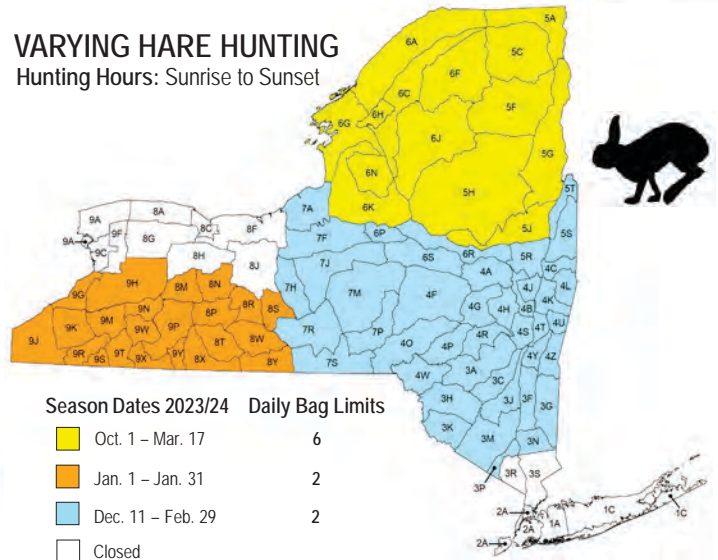 VARYING HARE HUNTING
Hunting Hours: Sunrise to Sunset
5A
6A
5C
6F
6C
5F
6H
6G
6J
5G
6N
5H
6K
5J
5T
7A
9A
8A
8C
8F
9F
9A
8G
9C
8H
8J
7F
6P
6S
6R
5R
5S
7J
4A
4C
7H
7M
4F
4J
4L
4K
4G
4H
4B
9G
9H
8M
8N
8R
8S
9N
8P
9M
9K
9W
9P
8T
8W
9J
9R
9S
9T
9X
9Y
8X
8Y
7R
7P
4O
4P
4R
4S
4T
4U
7S
4Y
4Z
4W
3A
3C
3H
3J
3F
3G
3K
3M
3N
3P
3R
3S
2A
2A
1A
1C
1C
2A
Season Dates 2023/24 Daily Bag Limits
Oct. 1 – Mar. 17 6
Jan. 1 – Jan. 31 2
Dec. 11 – Feb. 29 2
Closed